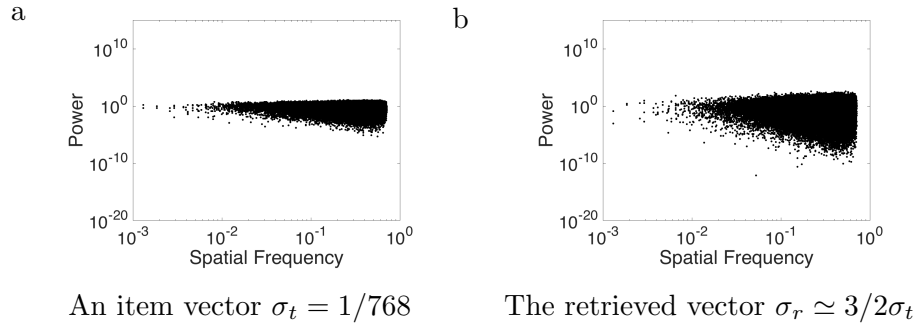 a
10^10
10^0
10^-10
10^-20
Power
10^-3 10^-2 10^-1 10^0
Spatial Frequency
An item vector σ_t = 1/768
b
10^10
10^0
10^-10
10^-20
Power
10^-3 10^-2 10^-1 10^0
Spatial Frequency
The retrieved vector σ_r ≃ 3/2σ_t